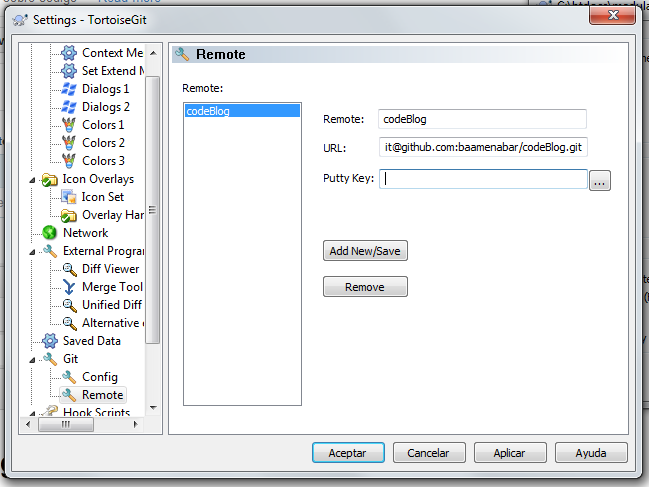 Read more
Settings - TortoiseGit
Context Me
Set Extend M
Dialogs 1
Dialogs 2
Colors 1
Colors 2
Colors 3
Icon Overlays
Icon Set
Overlay Har
Network
External Progra
Diff Viewer
Merge Tool
Unified Diff
Alternative
Saved Data
Git
Config
Remote
Hook Scripts
Remote
Remote:
codeBlog
Remote: codeBlog
URL: it@github.com:baamenabar/codeBlog.git
Putty Key: ...
Add New/Save
Remove
Aceptar Cancelar Aplicar Ayuda